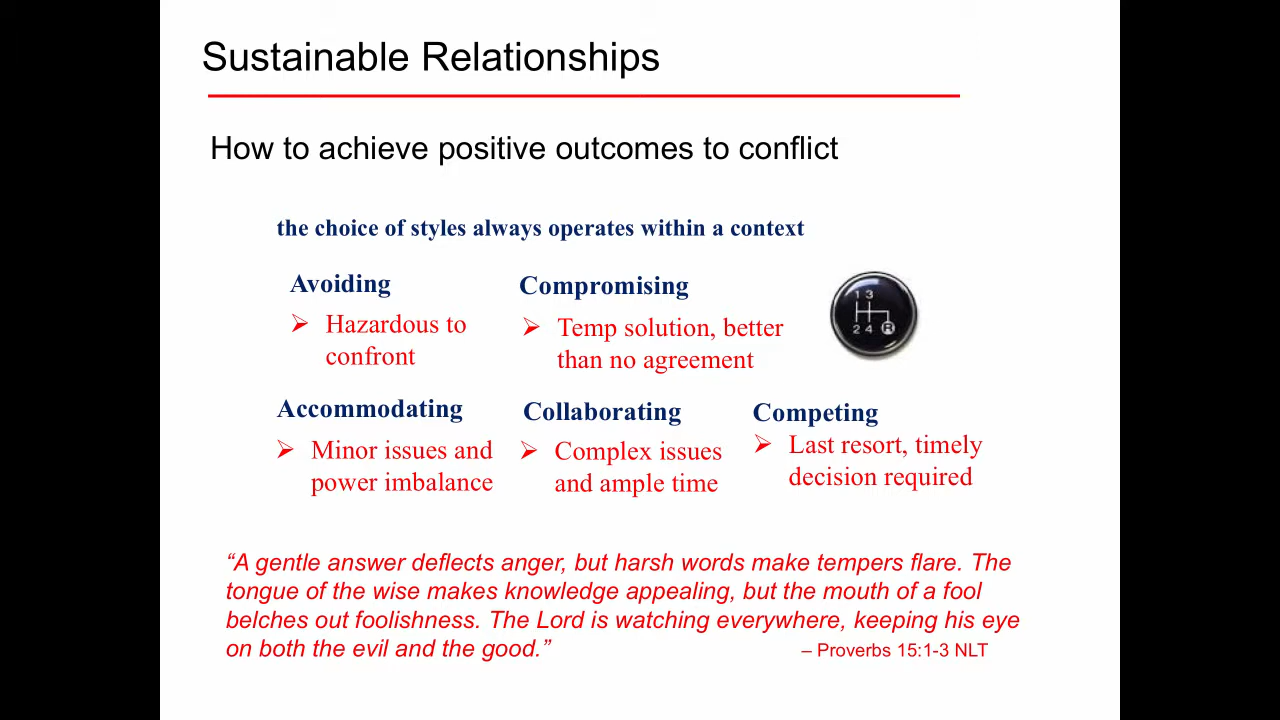 Sustainable Relationships
How to achieve positive outcomes to conflict
the choice of styles always operates within a context
Avoiding
Hazardous to
confront
Compromising
Temp solution, better
than no agreement
1 3
2 4 R
Accommodating
Minor issues and
power imbalance
Collaborating
Complex issues
and ample time
Competing
Last resort, timely
decision required
“A gentle answer deflects anger, but harsh words make tempers flare. The
tongue of the wise makes knowledge appealing, but the mouth of a fool
belches out foolishness. The Lord is watching everywhere, keeping his eye
on both the evil and the good.”
– Proverbs 15:1-3 NLT